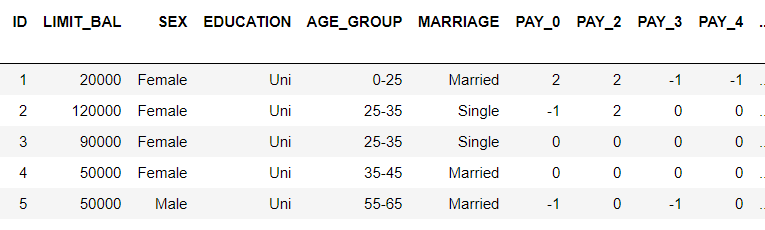 ID LIMIT_BAL SEX EDUCATION AGE_GROUP MARRIAGE PAY_0 PAY_2 PAY_3 PAY_4 ..
1 20000 Female Uni 0-25 Married 2 2 -1 -1 ..
2 120000 Female Uni 25-35 Single -1 2 0 0 ..
3 90000 Female Uni 25-35 Single 0 0 0 0 ..
4 50000 Female Uni 35-45 Married 0 0 0 0 ..
5 50000 Male Uni 55-65 Married -1 0 -1 0 ..